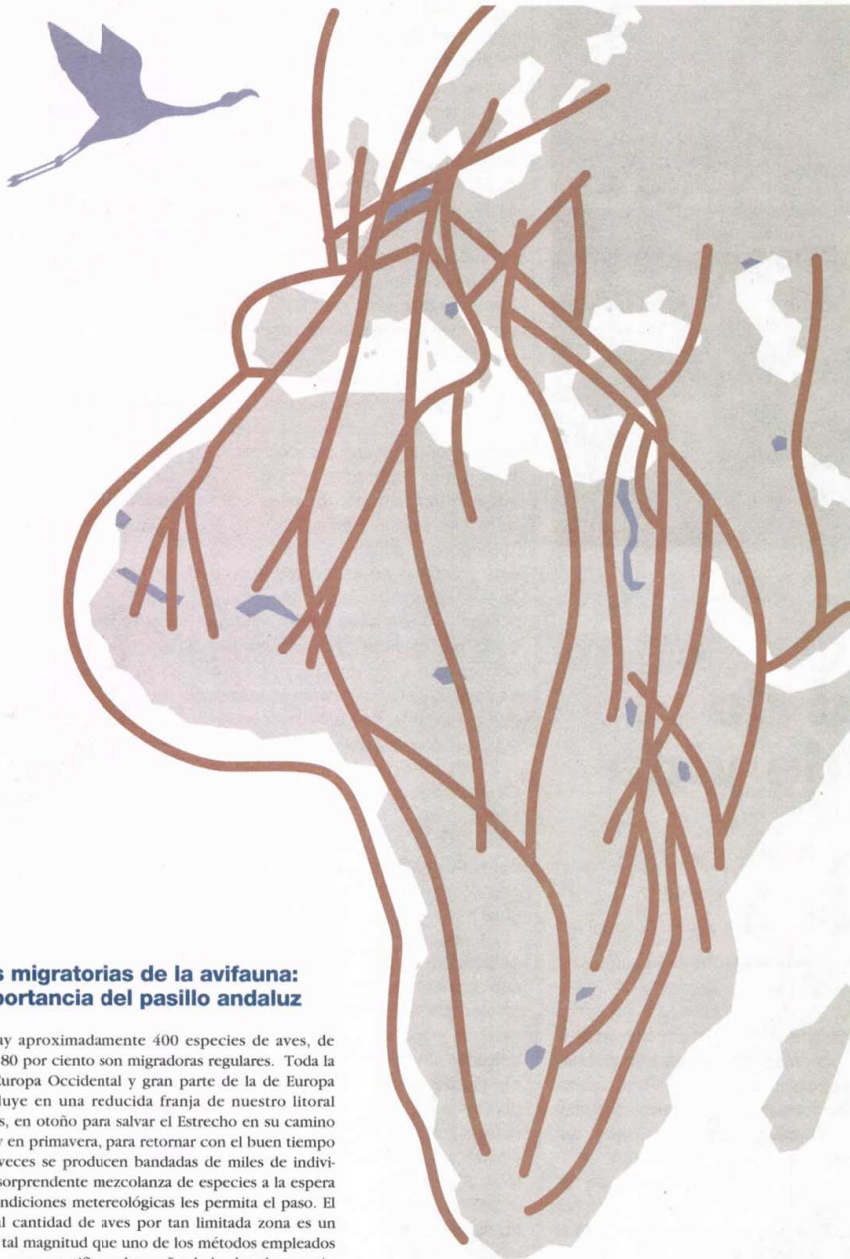 s migratorias de la avifauna:
portancia del pasillo andaluz
ay aproximadamente 400 especies de aves, de
80 por ciento son migradoras regulares. Toda la
Europa Occidental y gran parte de la de Europa
luye en una reducida franja de nuestro litoral
s, en otoño para salvar el Estrecho en su camino
y en primavera, para retornar con el buen tiempo
veces se producen bandadas de miles de indivi-
sorprendente mezcolanza de especies a la espera
ondiciones metereológicas les permita el paso. El
al cantidad de aves por tan limitada zona es un
tal magnitud que uno de los métodos empleados